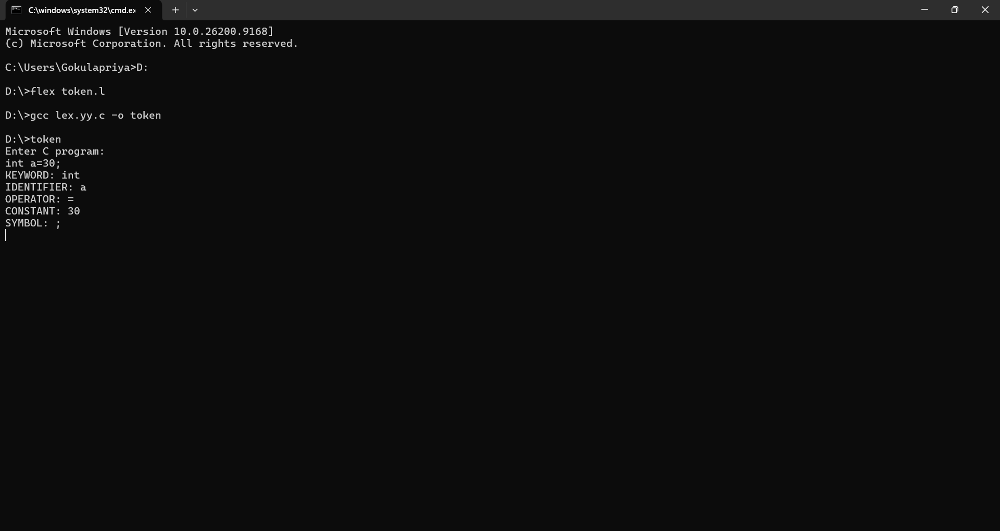 C:\windows\system32\cmd.ex
Microsoft Windows [Version 10.0.26200.9168]
(c) Microsoft Corporation. All rights reserved.
C:\Users\Gokulapriya>D:
D:\>flex token.l
D:\>gcc lex.yy.c -o token
D:\>token
Enter C program:
int a=30;
KEYWORD: int
IDENTIFIER: a
OPERATOR: =
CONSTANT: 30
SYMBOL: ;